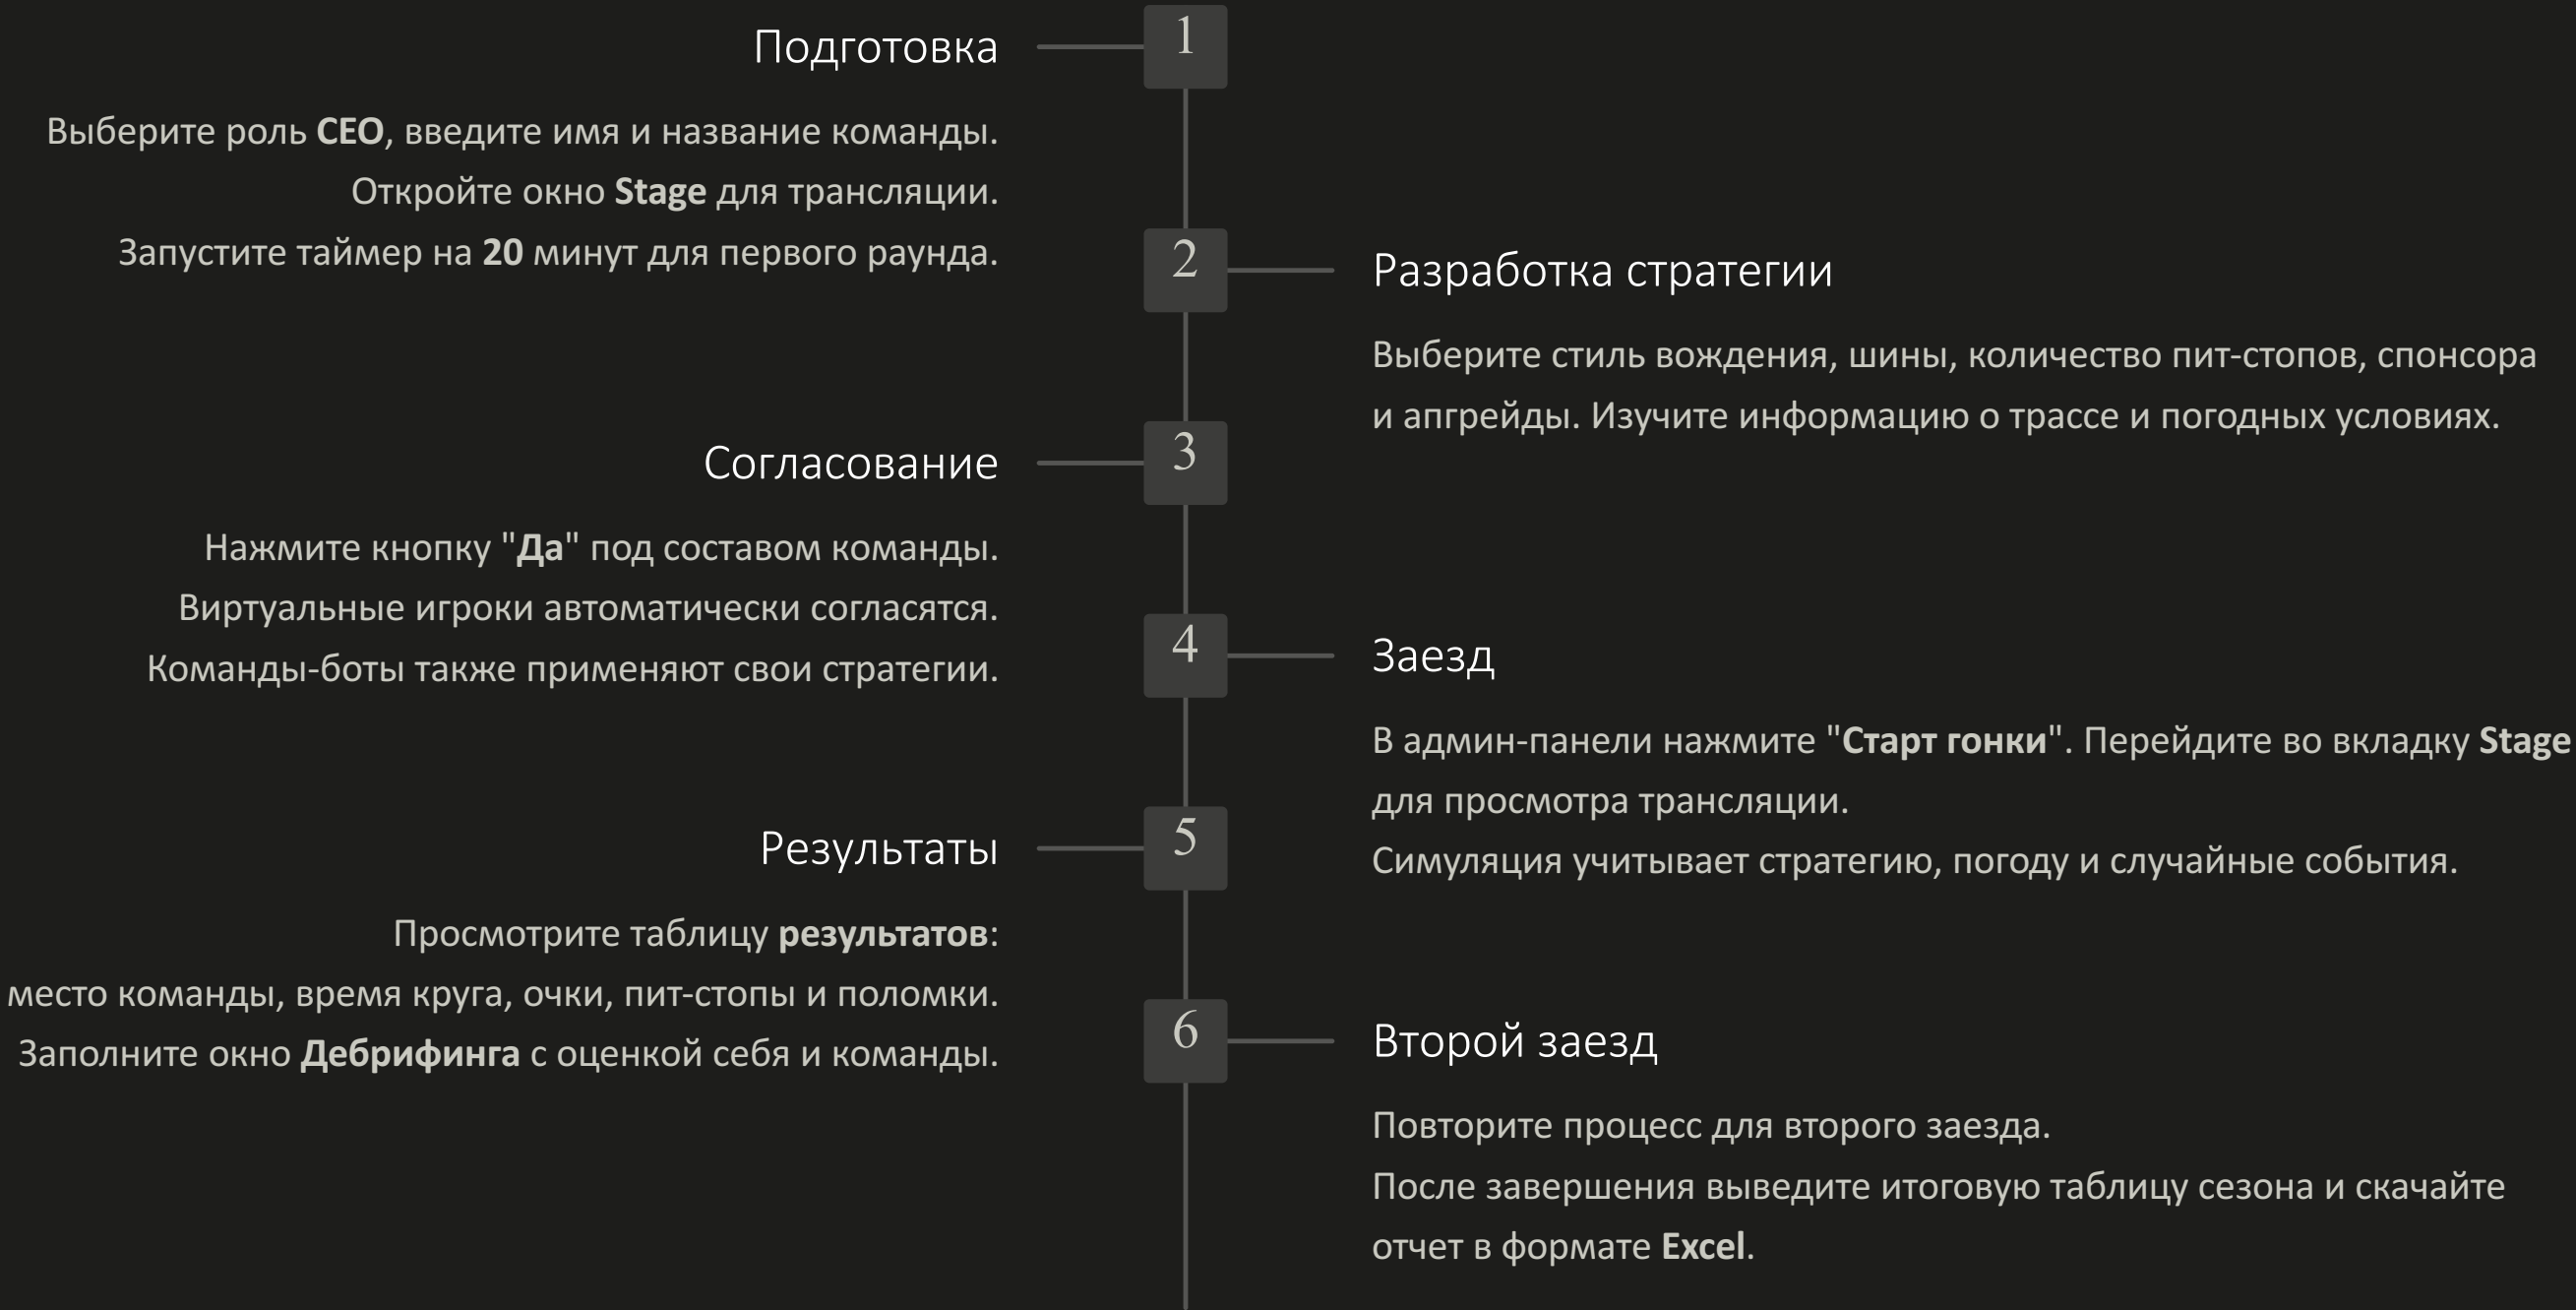 1
Подготовка
Выберите роль CEO, введите имя и название команды.
Откройте окно Stage для трансляции.
Запустите таймер на 20 минут для первого раунда.
2
Разработка стратегии
Выберите стиль вождения, шины, количество пит-стопов, спонсора
и апгрейды. Изучите информацию о трассе и погодных условиях.
3
Согласование
Нажмите кнопку "Да" под составом команды.
Виртуальные игроки автоматически согласятся.
Команды-боты также применяют свои стратегии.
4
Заезд
В админ-панели нажмите "Старт гонки". Перейдите во вкладку Stage
для просмотра трансляции.
Симуляция учитывает стратегию, погоду и случайные события.
5
Результаты
Просмотрите таблицу результатов:
место команды, время круга, очки, пит-стопы и поломки.
Заполните окно Дебрифинга с оценкой себя и команды.
6
Второй заезд
Повторите процесс для второго заезда.
После завершения выведите итоговую таблицу сезона и скачайте
отчет в формате Excel.